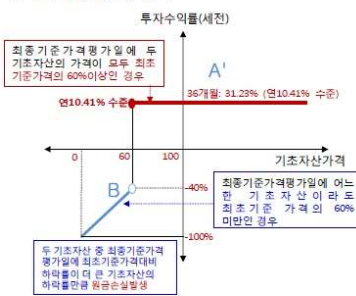 투자수익률(세전)
최종기준가격평가일에 두
기초자산의 가격이 모두 최초
기준가격의 60%이상인 경우
A'
36개월: 31.23% (연10.41% 수준)
연10.41% 수준
0 60 100
기초자산가격
B
-40%
최종기준가격평가일에 어느
한 기초자산이라도
최초기준 가격의 60%
미만인 경우
-100%
두 기초자산 중 최종기준가격
평가일에 최초기준가격대비
하락률이 더 큰 기초자산의
하락률만큼 원금손실발생